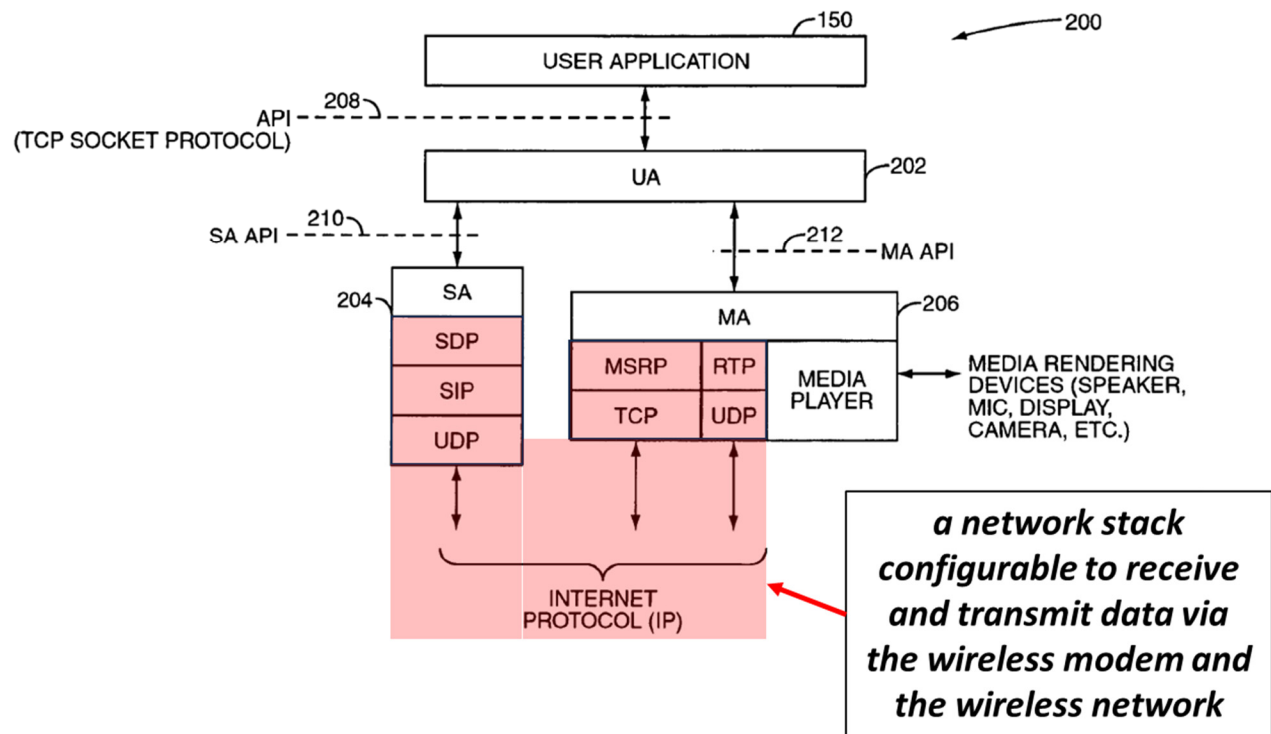 150
200
USER APPLICATION
208
API
(TCP SOCKET PROTOCOL)
UA
202
210
SA API
212
MA API
204
SA
SDP
SIP
UDP
206
MA
MSRP
RTP
TCP
UDP
MEDIA
PLAYER
MEDIA RENDERING
DEVICES (SPEAKER,
MIC, DISPLAY,
CAMERA, ETC.)
INTERNET
PROTOCOL (IP)
a network stack
configurable to receive
and transmit data via
the wireless modem and
the wireless network